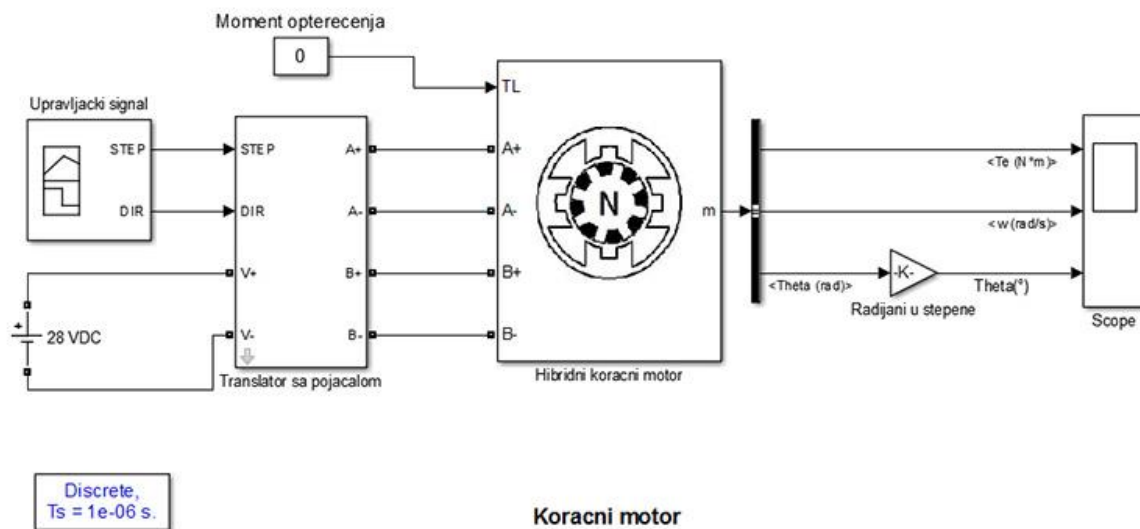 Moment opterecenja
0
Upravljacki signal
STEP
DIR
STEP
DIR
V+
V-
A+
A-
B+
B-
28 VDC
Translator sa pojacalom
TL
A+
A-
B+
B-
N
m
Hibridni koracni motor
<Te (N*m)>
<w (rad/s)>
<Theta (rad)>
-K-
Radijani u stepene
Theta(°)
Scope
Discrete,
Ts = 1e-06 s.
Koracni motor